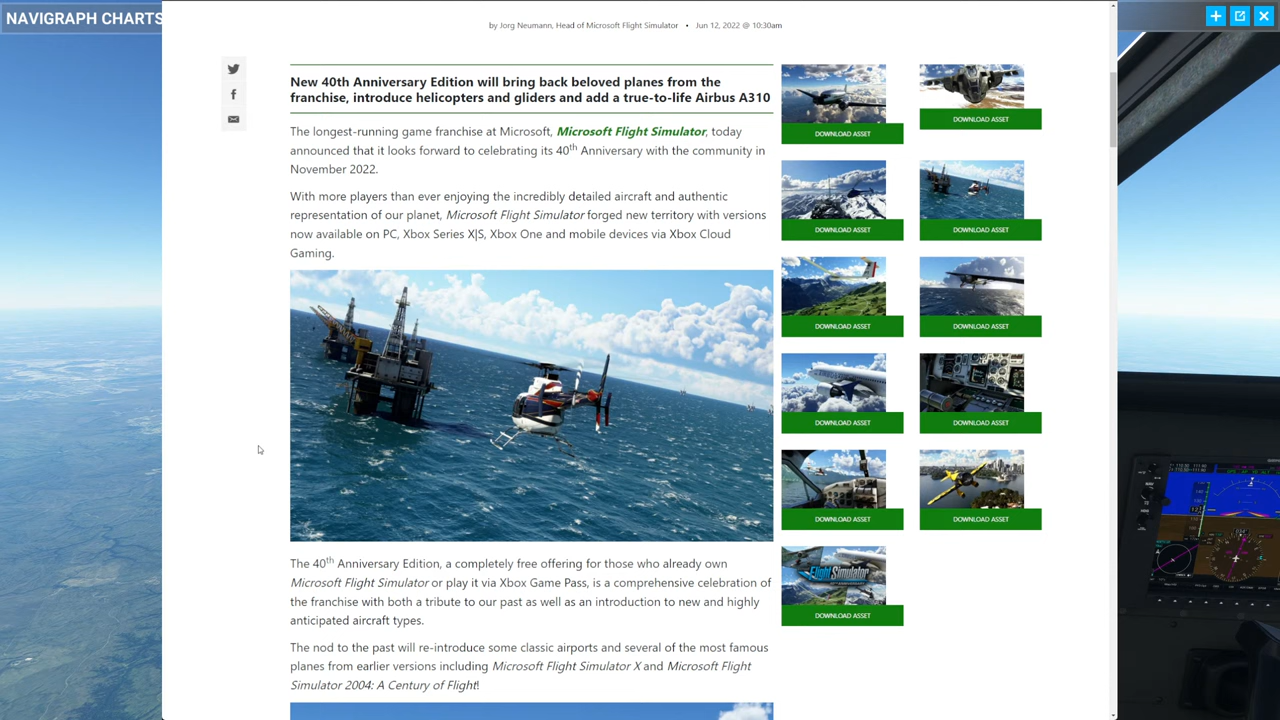 NAVIGRAPH CHARTS
by Jorg Neumann, Head of Microsoft Flight Simulator • Jun 12, 2022 @ 10:30am
New 40th Anniversary Edition will bring back beloved planes from the
franchise, introduce helicopters and gliders and add a true-to-life Airbus A310
The longest-running game franchise at Microsoft, Microsoft Flight Simulator, today
announced that it looks forward to celebrating its 40th Anniversary with the community in
November 2022.
With more players than ever enjoying the incredibly detailed aircraft and authentic
representation of our planet, Microsoft Flight Simulator forged new territory with versions
now available on PC, Xbox Series X|S, Xbox One and mobile devices via Xbox Cloud
Gaming.
The 40th Anniversary Edition, a completely free offering for those who already own
Microsoft Flight Simulator or play it via Xbox Game Pass, is a comprehensive celebration of
the franchise with both a tribute to our past as well as an introduction to new and highly
anticipated aircraft types.
The nod to the past will re-introduce some classic airports and several of the most famous
planes from earlier versions including Microsoft Flight Simulator X and Microsoft Flight
Simulator 2004: A Century of Flight!
DOWNLOAD ASSET
DOWNLOAD ASSET
DOWNLOAD ASSET
DOWNLOAD ASSET
DOWNLOAD ASSET
DOWNLOAD ASSET
DOWNLOAD ASSET
DOWNLOAD ASSET
DOWNLOAD ASSET
DOWNLOAD ASSET
Flight Simulator
DOWNLOAD ASSET